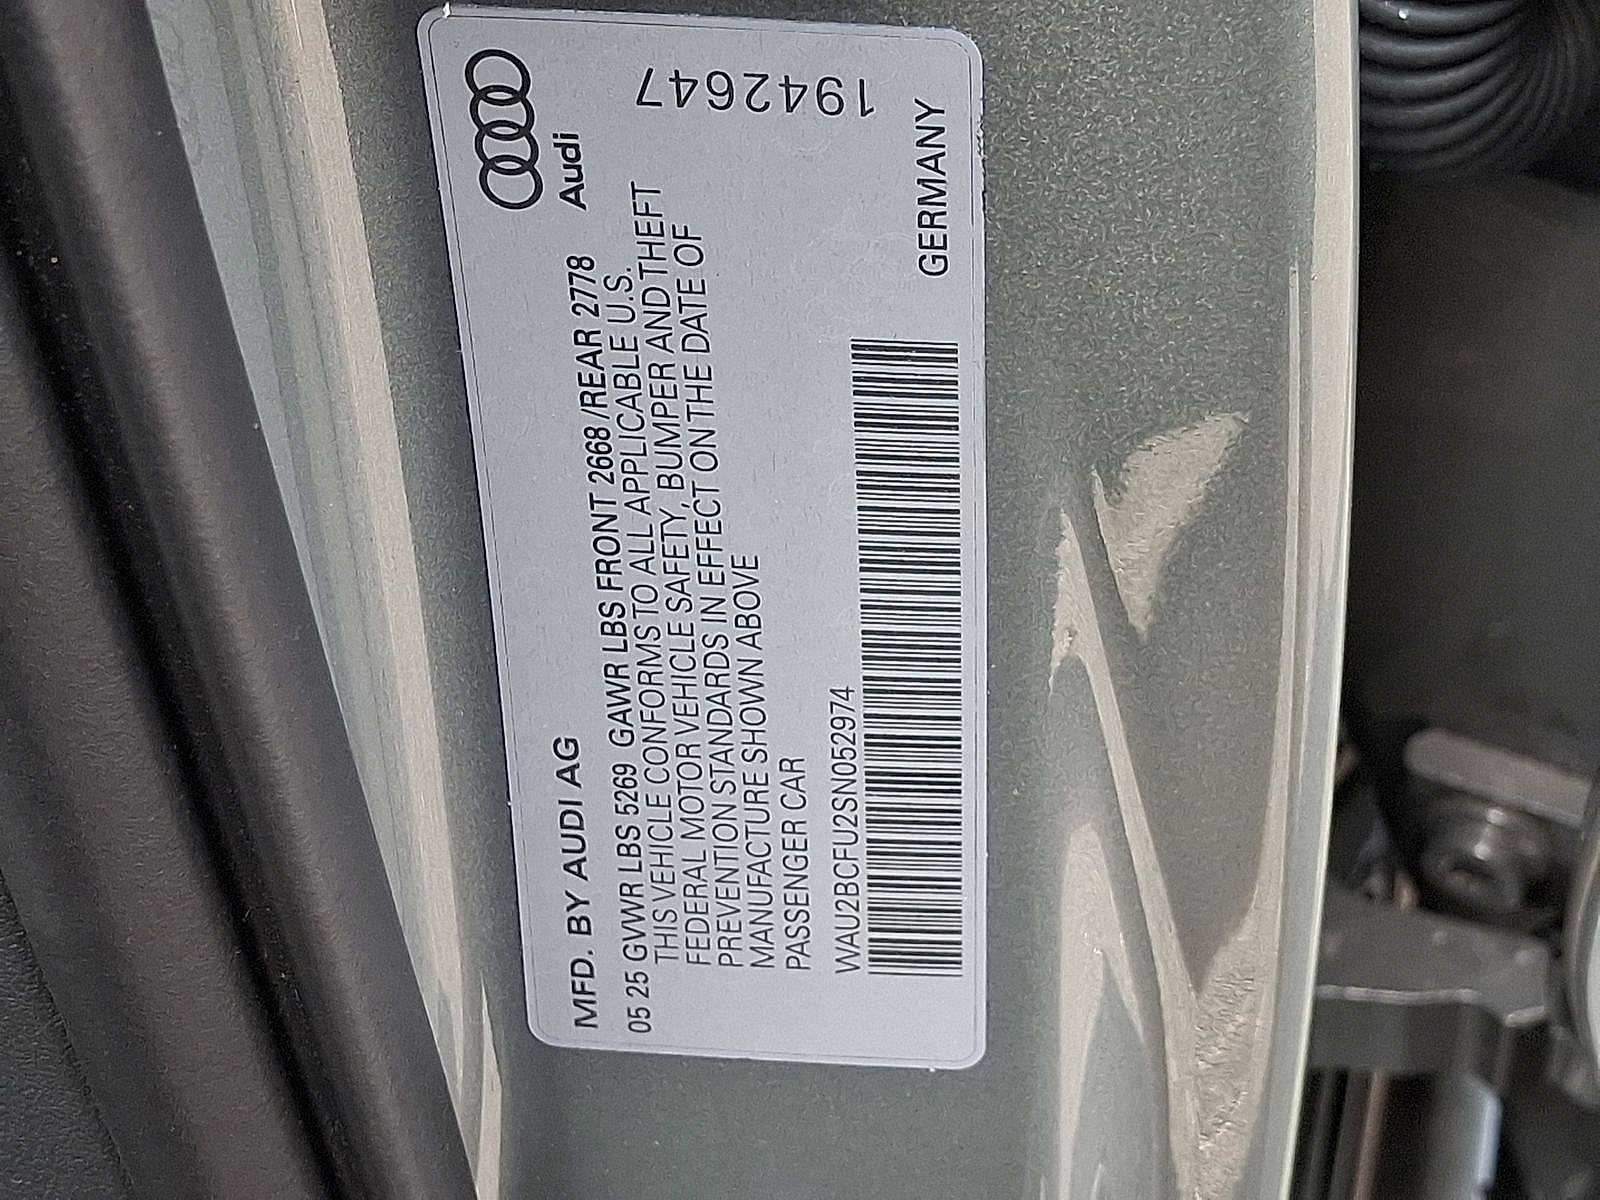 MFD. BY AUDI AG
Audi
05 25 GVWR LBS 5269 GAWR LBS FRONT 2668 /REAR 2778
THIS VEHICLE CONFORMS TO ALL APPLICABLE U.S.
FEDERAL MOTOR VEHICLE SAFETY, BUMPER AND THEFT
PREVENTION STANDARDS IN EFFECT ON THE DATE OF
MANUFACTURE SHOWN ABOVE
PASSENGER CAR
WAU2BCFU2SN052974
GERMANY
1942647